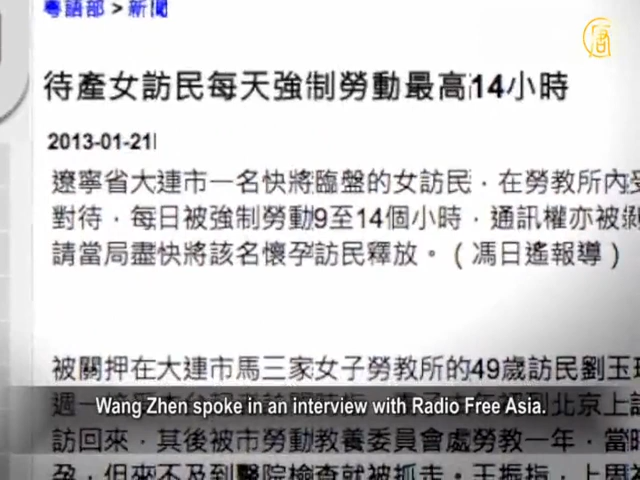 粵語部 > 新聞
唐
待產女訪民每天強制勞動最高14小時
2013-01-21
遼寧省大連市一名快將臨盤的女訪民，在勞教所內受
對待，每日被強制勞動9至14個小時，通訊權亦被剝
請當局盡快將該名懷孕訪民釋放。（馮日遙報導）
被關押在大連市馬三家女子勞教所的49歲訪民劉玉玲
Wang Zhen spoke in an interview with Radio Free Asia.
訪回來，其後被市勞動教養委員會處勞教一年，當時
孕，但來不及到醫院檢查就被抓走。王振指，上周